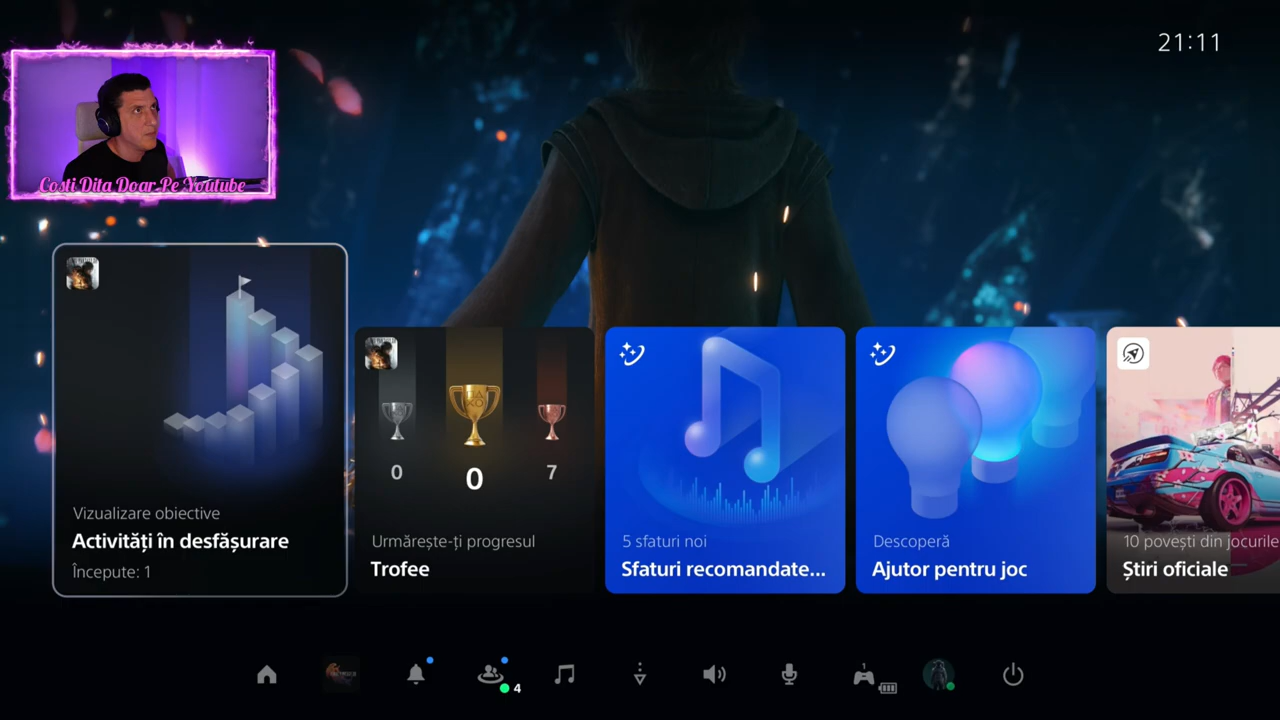 21:11
Costi Dita Doar Pe Youtube
Vizualizare obiective
Activități în desfășurare
Începute: 1
0
0
7
Urmărește-ți progresul
Trofee
5 sfaturi noi
Sfaturi recomandate...
Descoperă
Ajutor pentru joc
10 povești din jocurile
Știri oficiale
4
1